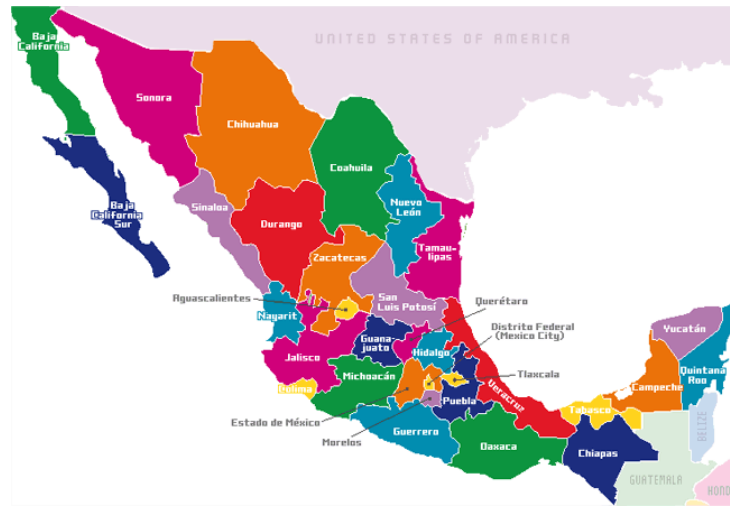 UNITED STATES OF AMERICA
Baja
California
Sonora
Chihuahua
Coahuila
Nuevo
León
Baja
California
Sur
Sinaloa
Durango
Tamau-
lipas
Zacatecas
San
Luis Potosí
Aguascalientes
Querétaro
Nayarit
Guana-
juato
Distrito Federal
(Mexico City)
Hidalgo
Yucatán
Jalisco
Michoacán
Tlaxcala
Quintana
Roo
Campeche
Colima
Veracruz
Puebla
Tabasco
Estado de México
Morelos
Guerrero
Oaxaca
Chiapas
BELIZE
GUATEMALA
HOND